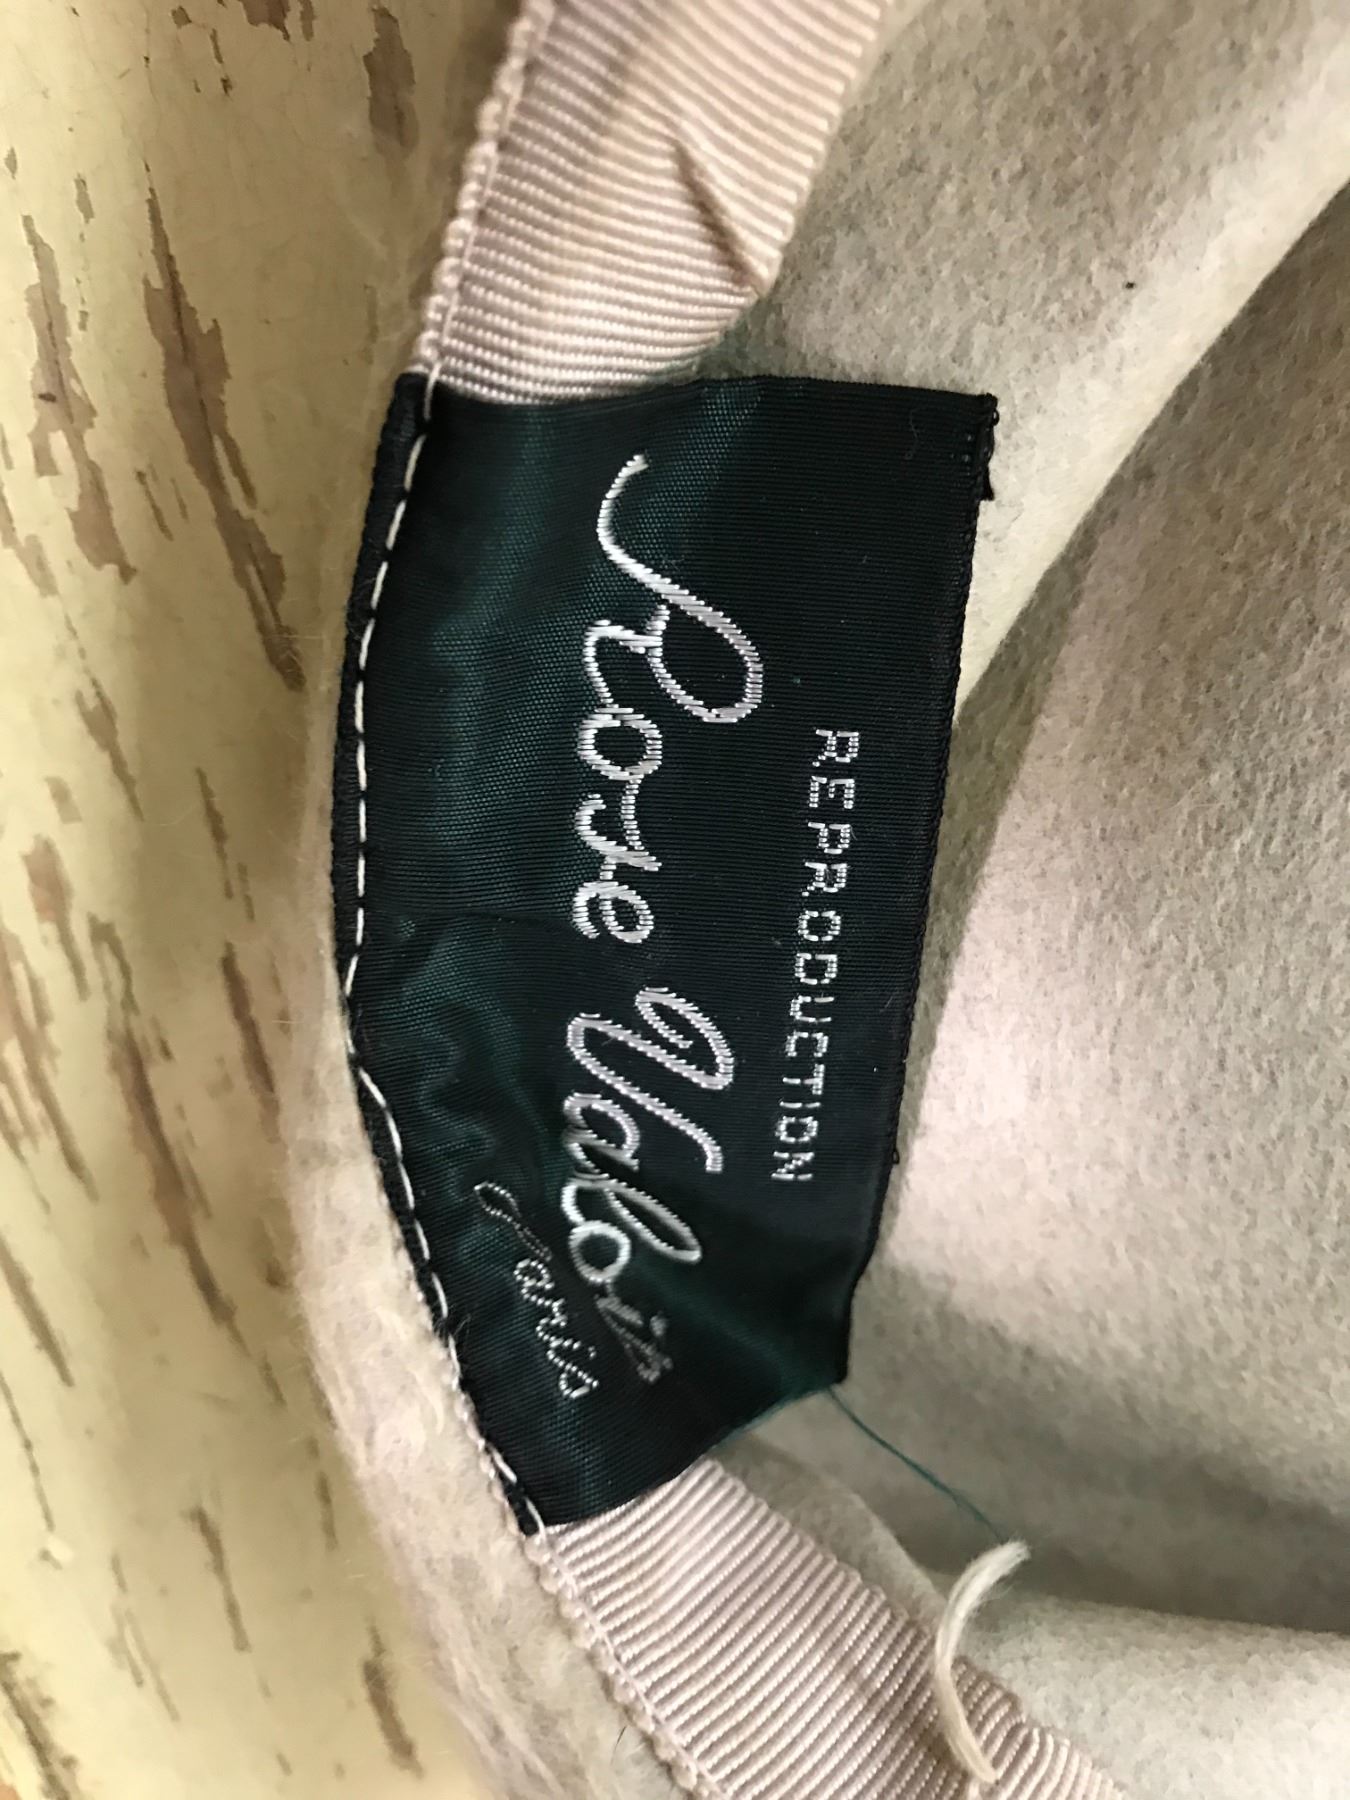 REPRODUCTION
Rose Valois
Paris